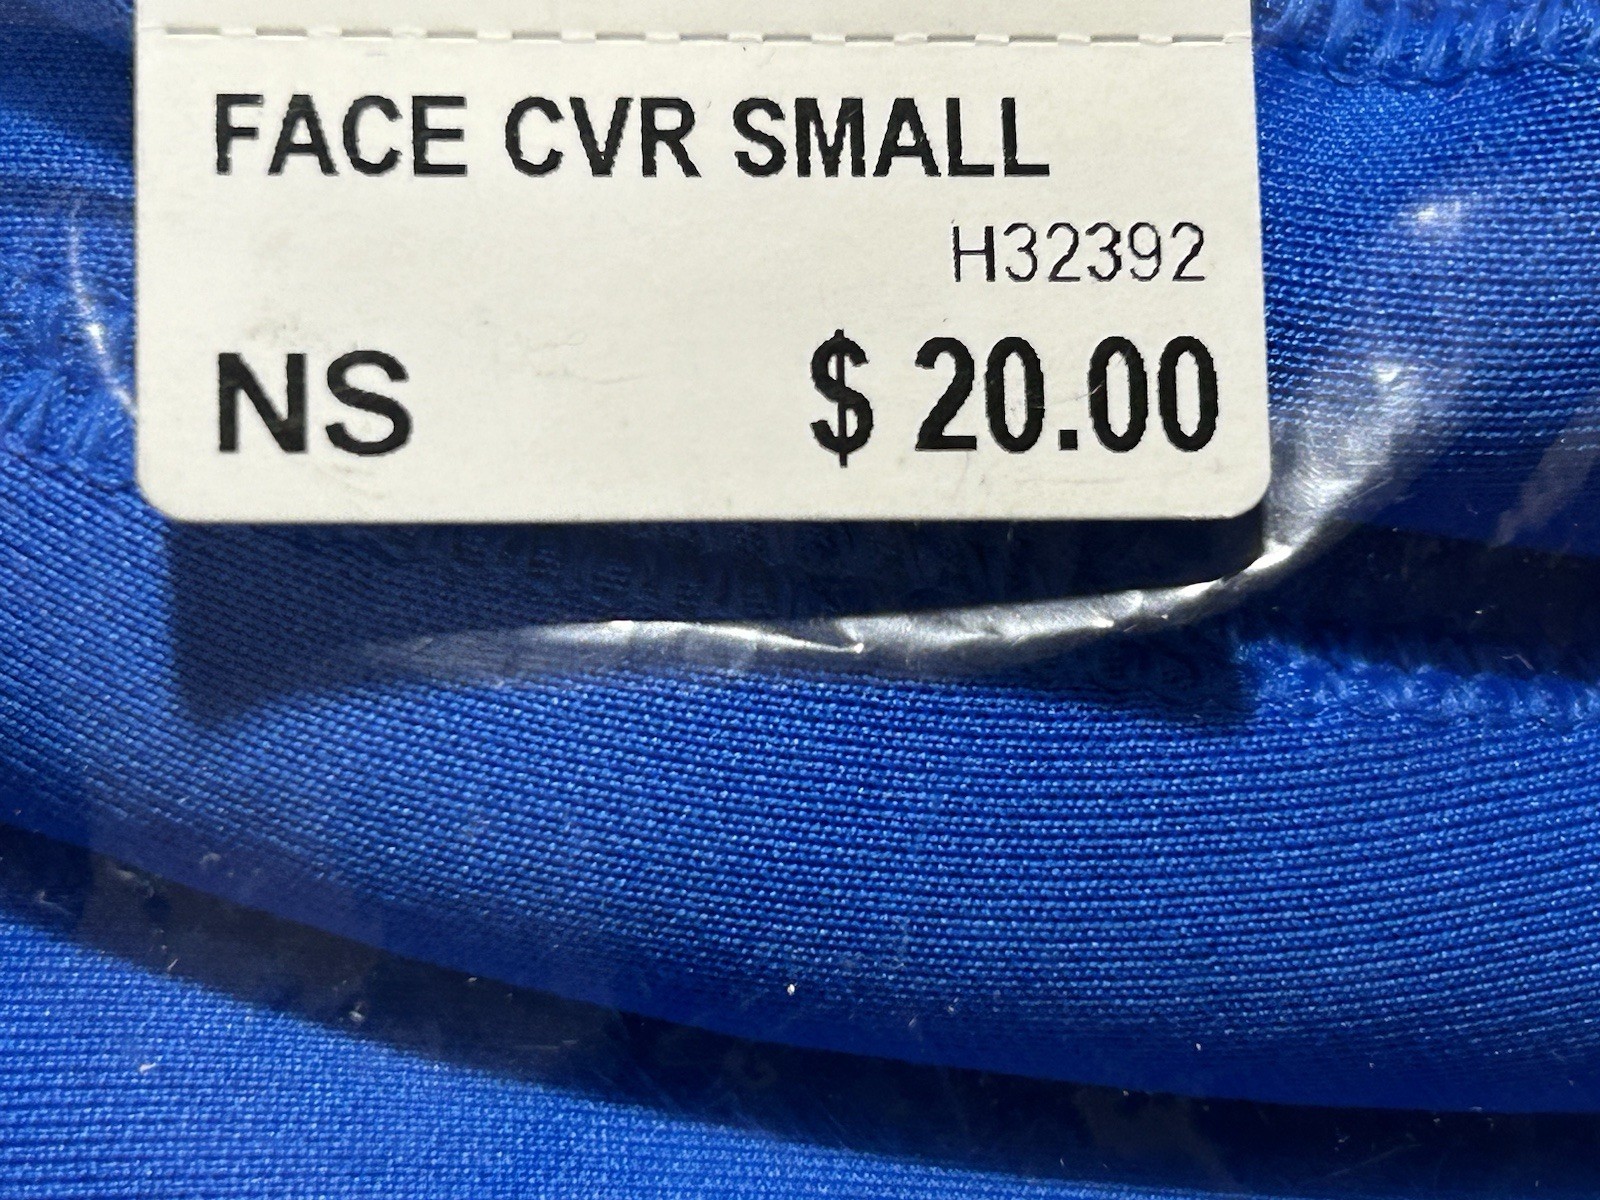 FACE CVR SMALL
H32392
NS $ 20.00